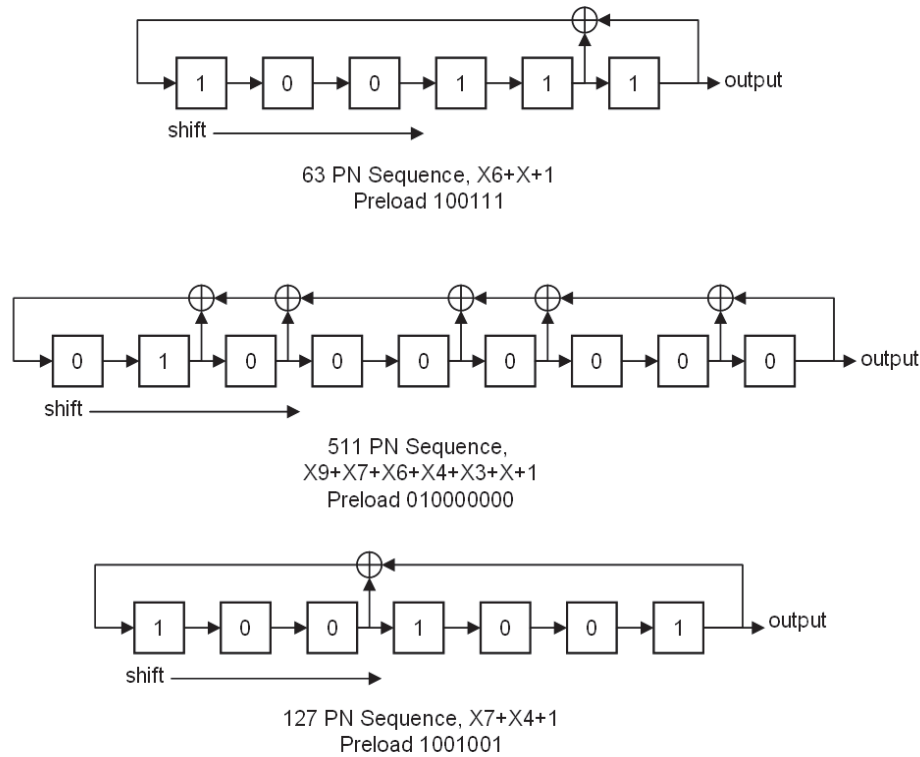 1 0 0 1 1 1 output
shift
63 PN Sequence, X6+X+1
Preload 100111
0 1 0 0 0 0 0 0 0 output
shift
511 PN Sequence,
X9+X7+X6+X4+X3+X+1
Preload 010000000
1 0 0 1 0 0 1 output
shift
127 PN Sequence, X7+X4+1
Preload 1001001